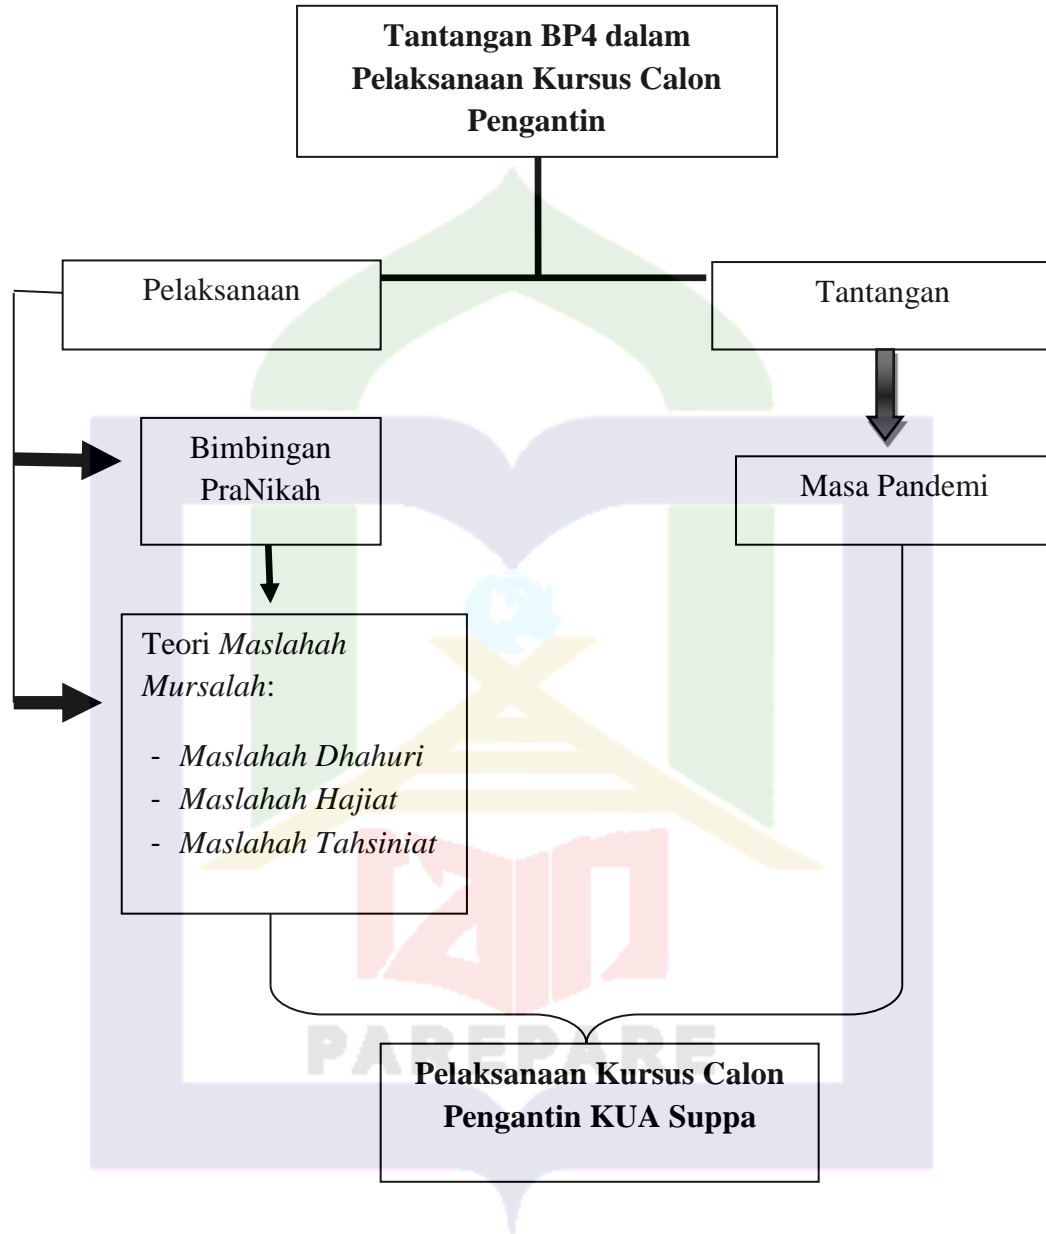 Tantangan BP4 dalam
Pelaksanaan Kursus Calon
Pengantin
Pelaksanaan
Tantangan
Bimbingan
PraNikah
Masa Pandemi
Teori Maslahah
Mursalah:
- Maslahah Dhahuri
- Maslahah Hajiat
- Maslahah Tahsiniat
PAREPARE
Pelaksanaan Kursus Calon
Pengantin KUA Suppa